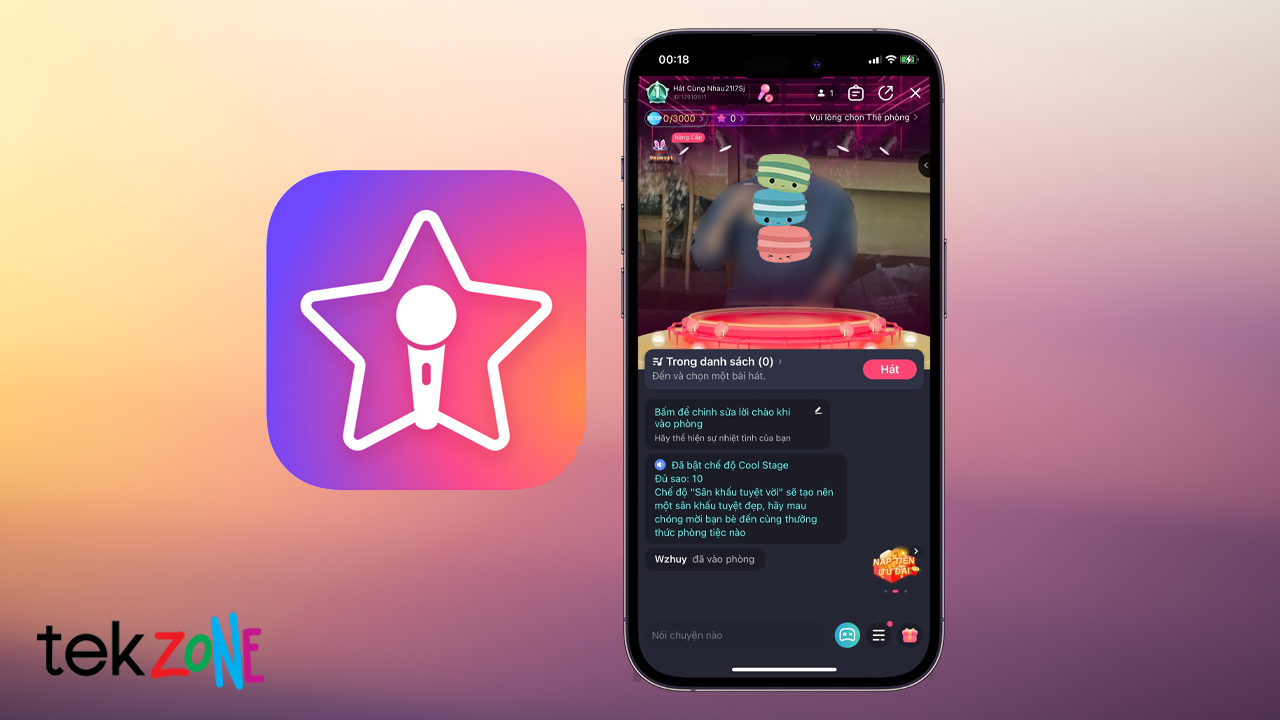 00:18
Hát Cùng Nhau21l7Sj
ID:12910511
1
0/3000
0
Vui lòng chọn Thẻ phòng
Nâng Cấp
Trong danh sách (0)
Đến và chọn một bài hát.
Hát
Bấm để chỉnh sửa lời chào khi
vào phòng
Hãy thể hiện sự nhiệt tình của bạn
Đã bật chế độ Cool Stage
Đủ sao: 10
Chế độ "Sân khấu tuyệt vời" sẽ tạo nên
một sân khấu tuyệt đẹp, hãy mau
chóng mời bạn bè đến cùng thưởng
thức phòng tiệc nào
Wzhuy đã vào phòng
NẠP TIỀN
ƯU ĐÃI
Nói chuyện nào
tek ZONE